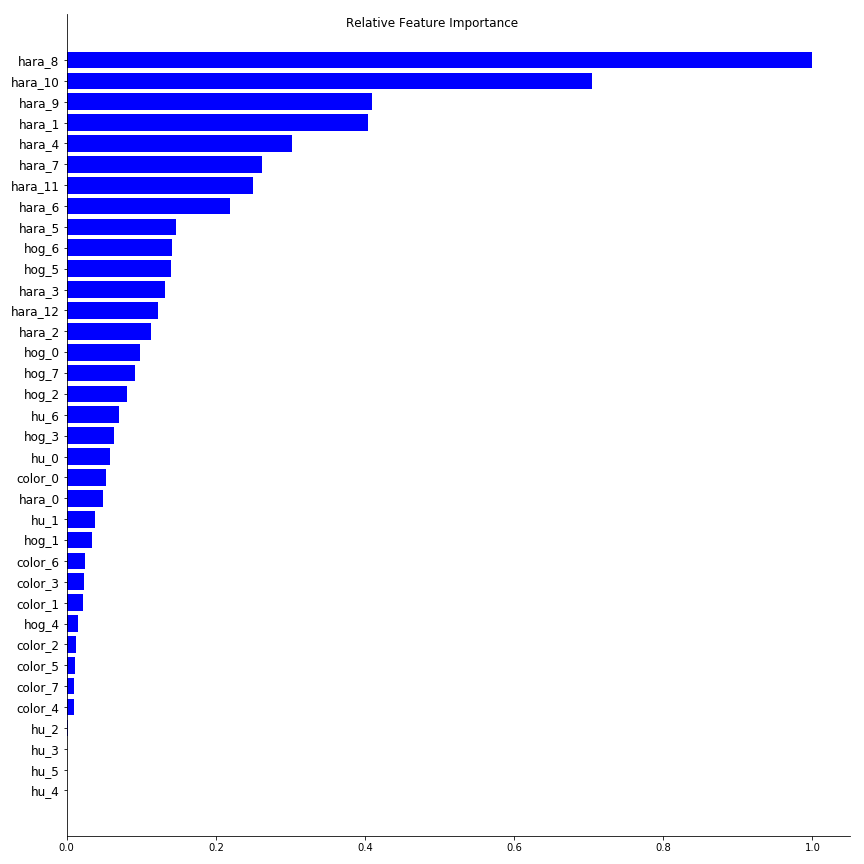 Relative Feature Importance
hara_8
hara_10
hara_9
hara_1
hara_4
hara_7
hara_11
hara_6
hara_5
hog_6
hog_5
hara_3
hara_12
hara_2
hog_0
hog_7
hog_2
hu_6
hog_3
hu_0
color_0
hara_0
hu_1
hog_1
color_6
color_3
color_1
hog_4
color_2
color_5
color_7
color_4
hu_2
hu_3
hu_5
hu_4
0.0 0.2 0.4 0.6 0.8 1.0